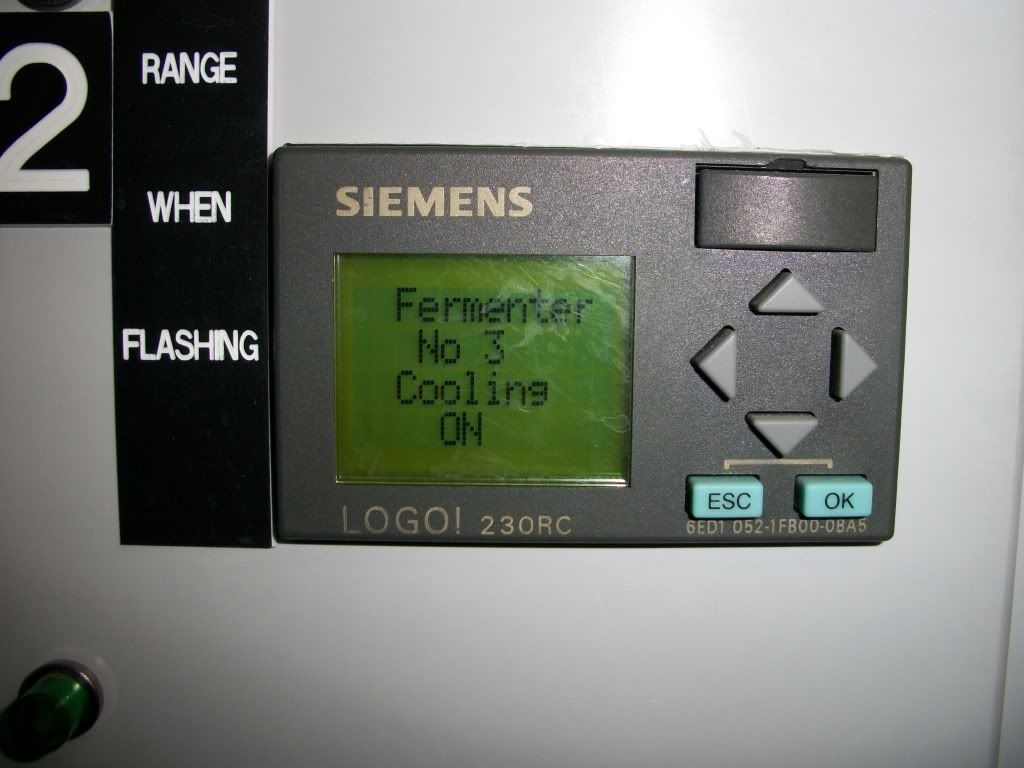 2
RANGE
WHEN
FLASHING
SIEMENS
Fermenter
No 3
Cooling
ON
ESC
OK
LOGO! 230RC
6ED1 052-1FB00-0BA5